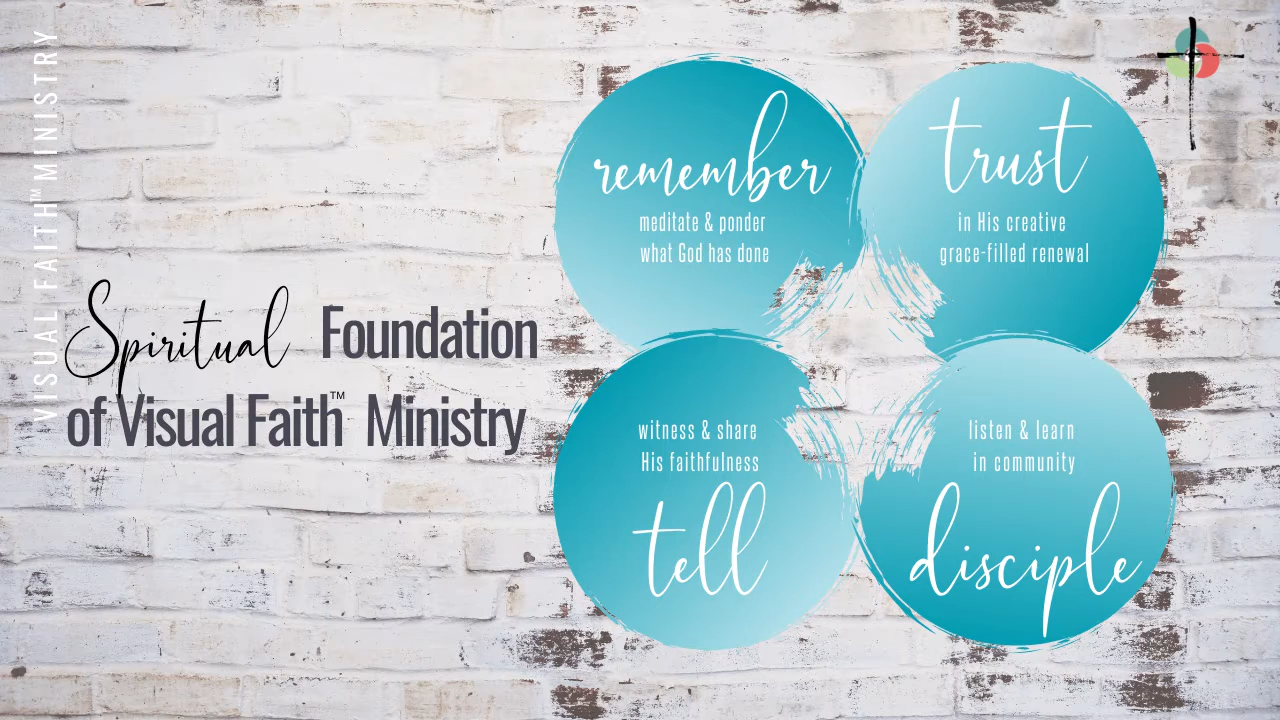 VISUAL FAITH™ MINISTRY
Spiritual Foundation
of Visual Faith™ Ministry
remember
meditate & ponder
what God has done
trust
in His creative
grace-filled renewal
witness & share
His faithfulness
tell
listen & learn
in community
disciple